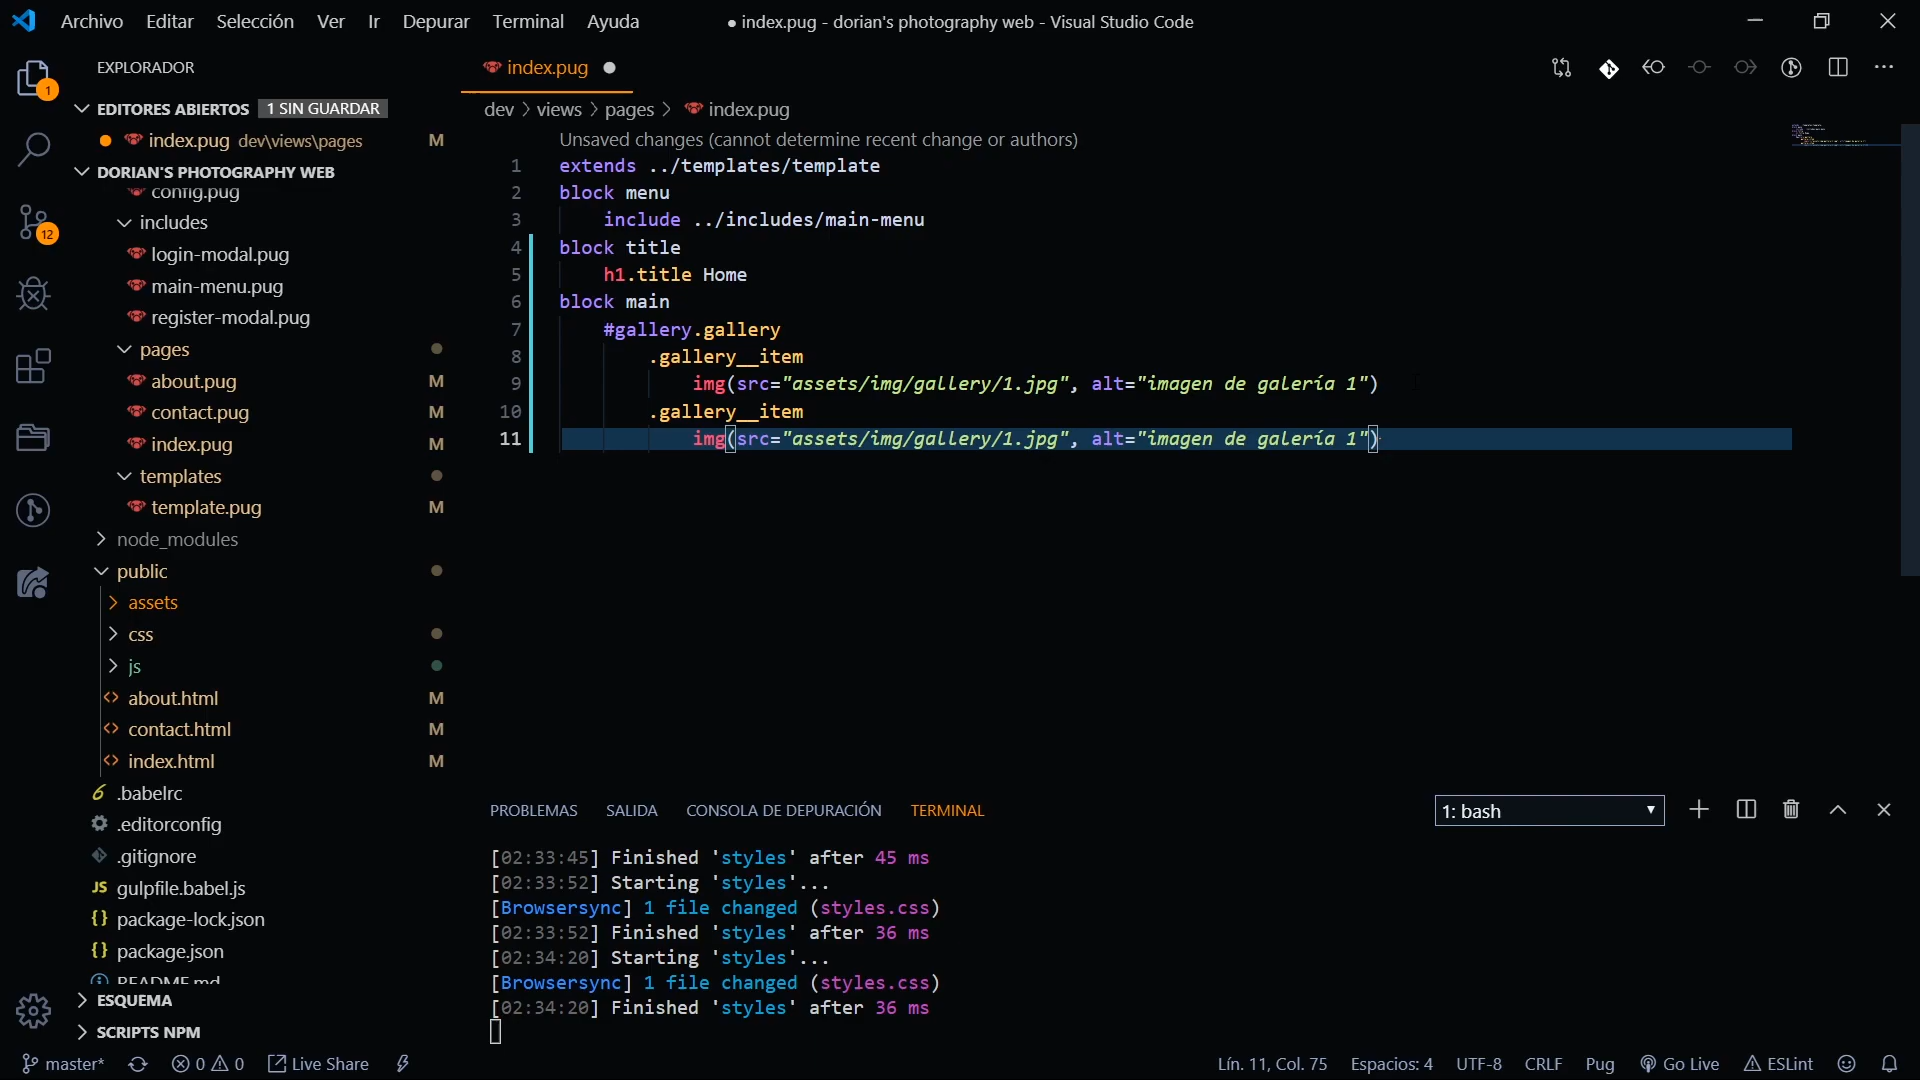 Archivo Editar Selección Ver Ir Depurar Terminal Ayuda
● index.pug - dorian's photography web - Visual Studio Code
EXPLORADOR
EDITORES ABIERTOS 1 SIN GUARDAR
index.pug dev\views\pages M
DORIAN'S PHOTOGRAPHY WEB
config.pug
includes
login-modal.pug
main-menu.pug
register-modal.pug
pages
about.pug M
contact.pug M
index.pug M
templates
template.pug M
node_modules
public
assets
css
js
about.html M
contact.html M
index.html M
.babelrc
.editorconfig
.gitignore
JS gulpfile.babel.js
{} package-lock.json
{} package.json
README.md
ESQUEMA
SCRIPTS NPM
1
12
index.pug ●
dev > views > pages > index.pug
Unsaved changes (cannot determine recent change or authors)
1 extends ../templates/template
2 block menu
3 include ../includes/main-menu
4 block title
5 h1.title Home
6 block main
7 #gallery.gallery
8 .gallery__item
9 img(src="assets/img/gallery/1.jpg", alt="imagen de galería 1")
10 .gallery__item
11 img(src="assets/img/gallery/1.jpg", alt="imagen de galería 1")
PROBLEMAS SALIDA CONSOLA DE DEPURACIÓN TERMINAL 1: bash
[02:33:45] Finished 'styles' after 45 ms
[02:33:52] Starting 'styles'...
[Browsersync] 1 file changed (styles.css)
[02:33:52] Finished 'styles' after 36 ms
[02:34:20] Starting 'styles'...
[Browsersync] 1 file changed (styles.css)
[02:34:20] Finished 'styles' after 36 ms
master* 0 0 Live Share Lín. 11, Col. 75 Espacios: 4 UTF-8 CRLF Pug Go Live ESLint